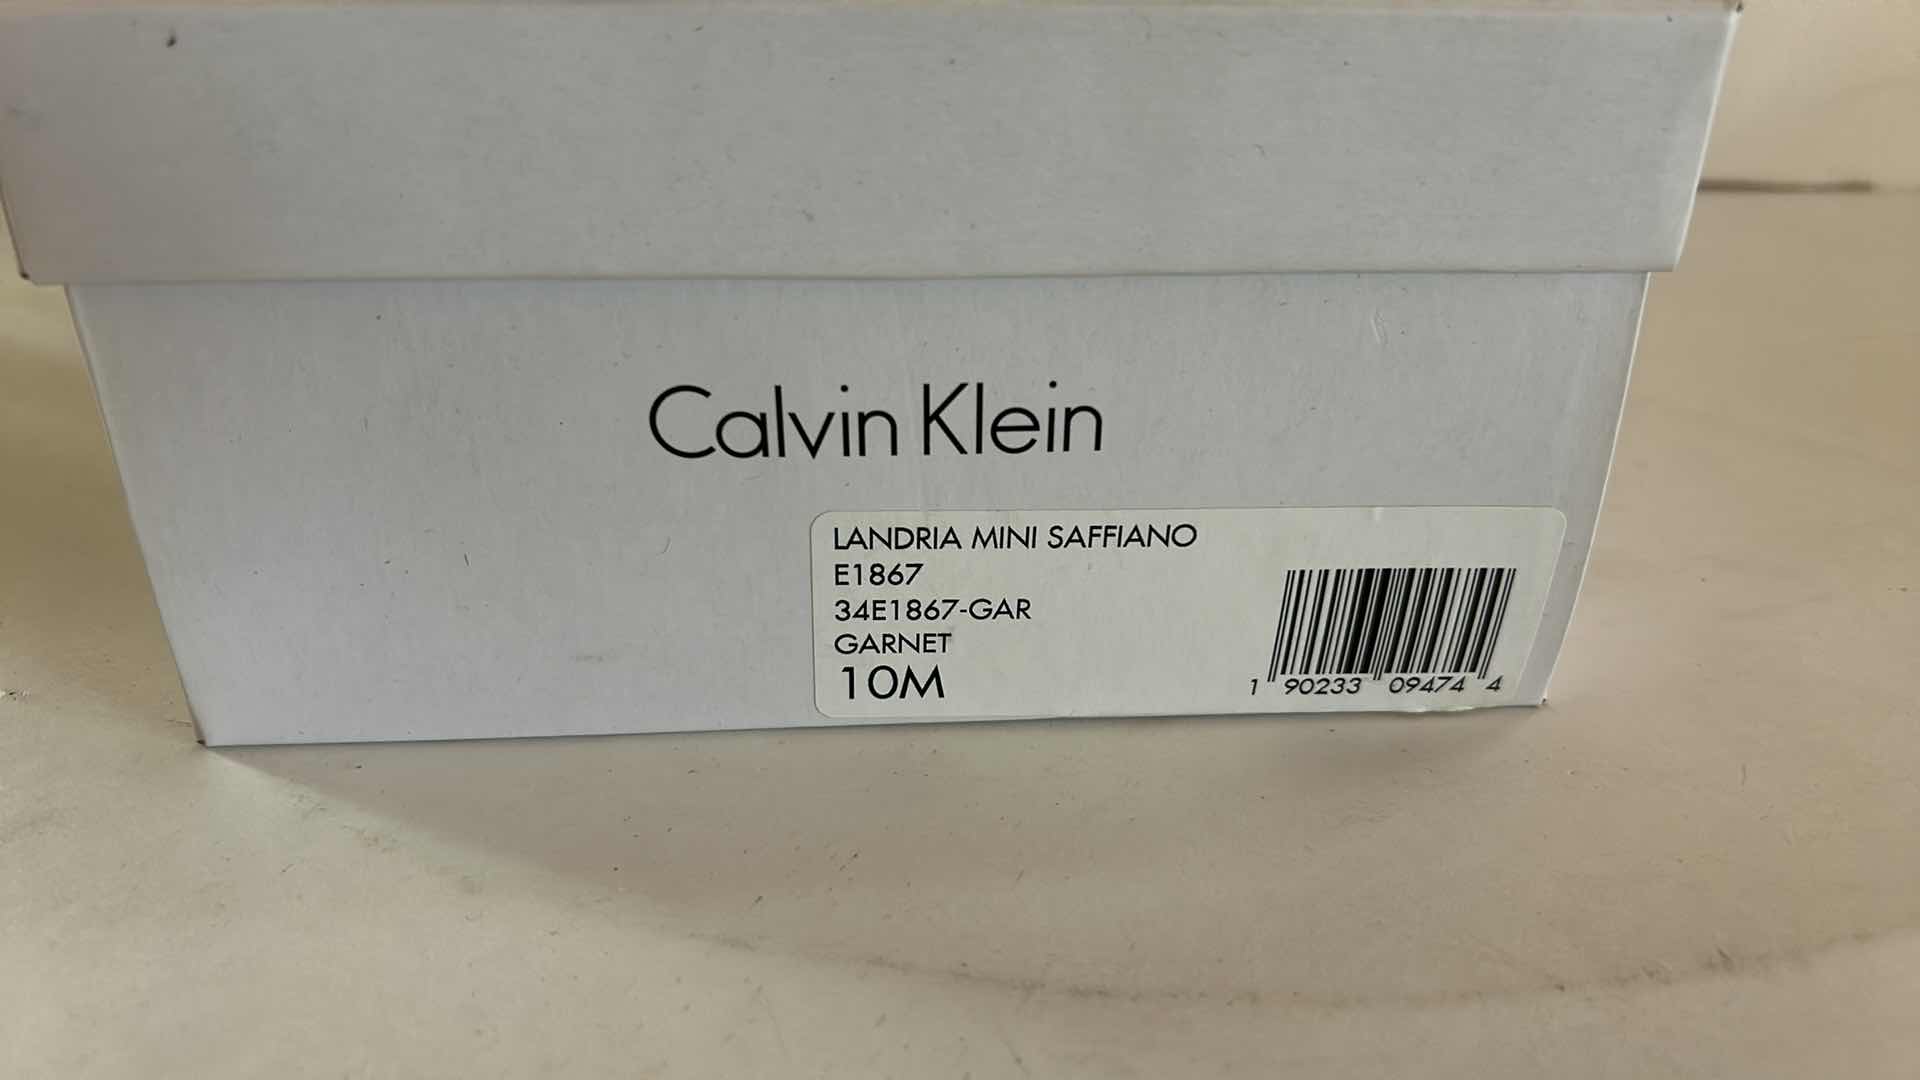 Calvin Klein
LANDRIA MINI SAFFIANO
E1867
34E1867-GAR
GARNET
10M
1 90233 09474 4